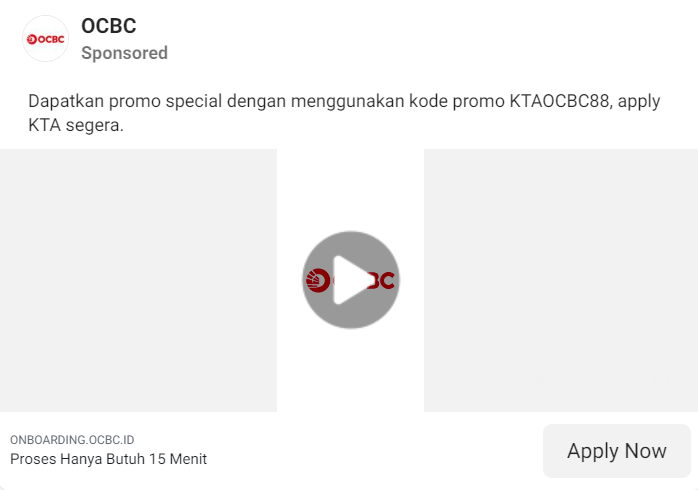 OCBC
OCBC
Sponsored
Dapatkan promo special dengan menggunakan kode promo KTAOCBC88, apply
KTA segera.
ONBOARDING.OCBC.ID
Proses Hanya Butuh 15 Menit
Apply Now